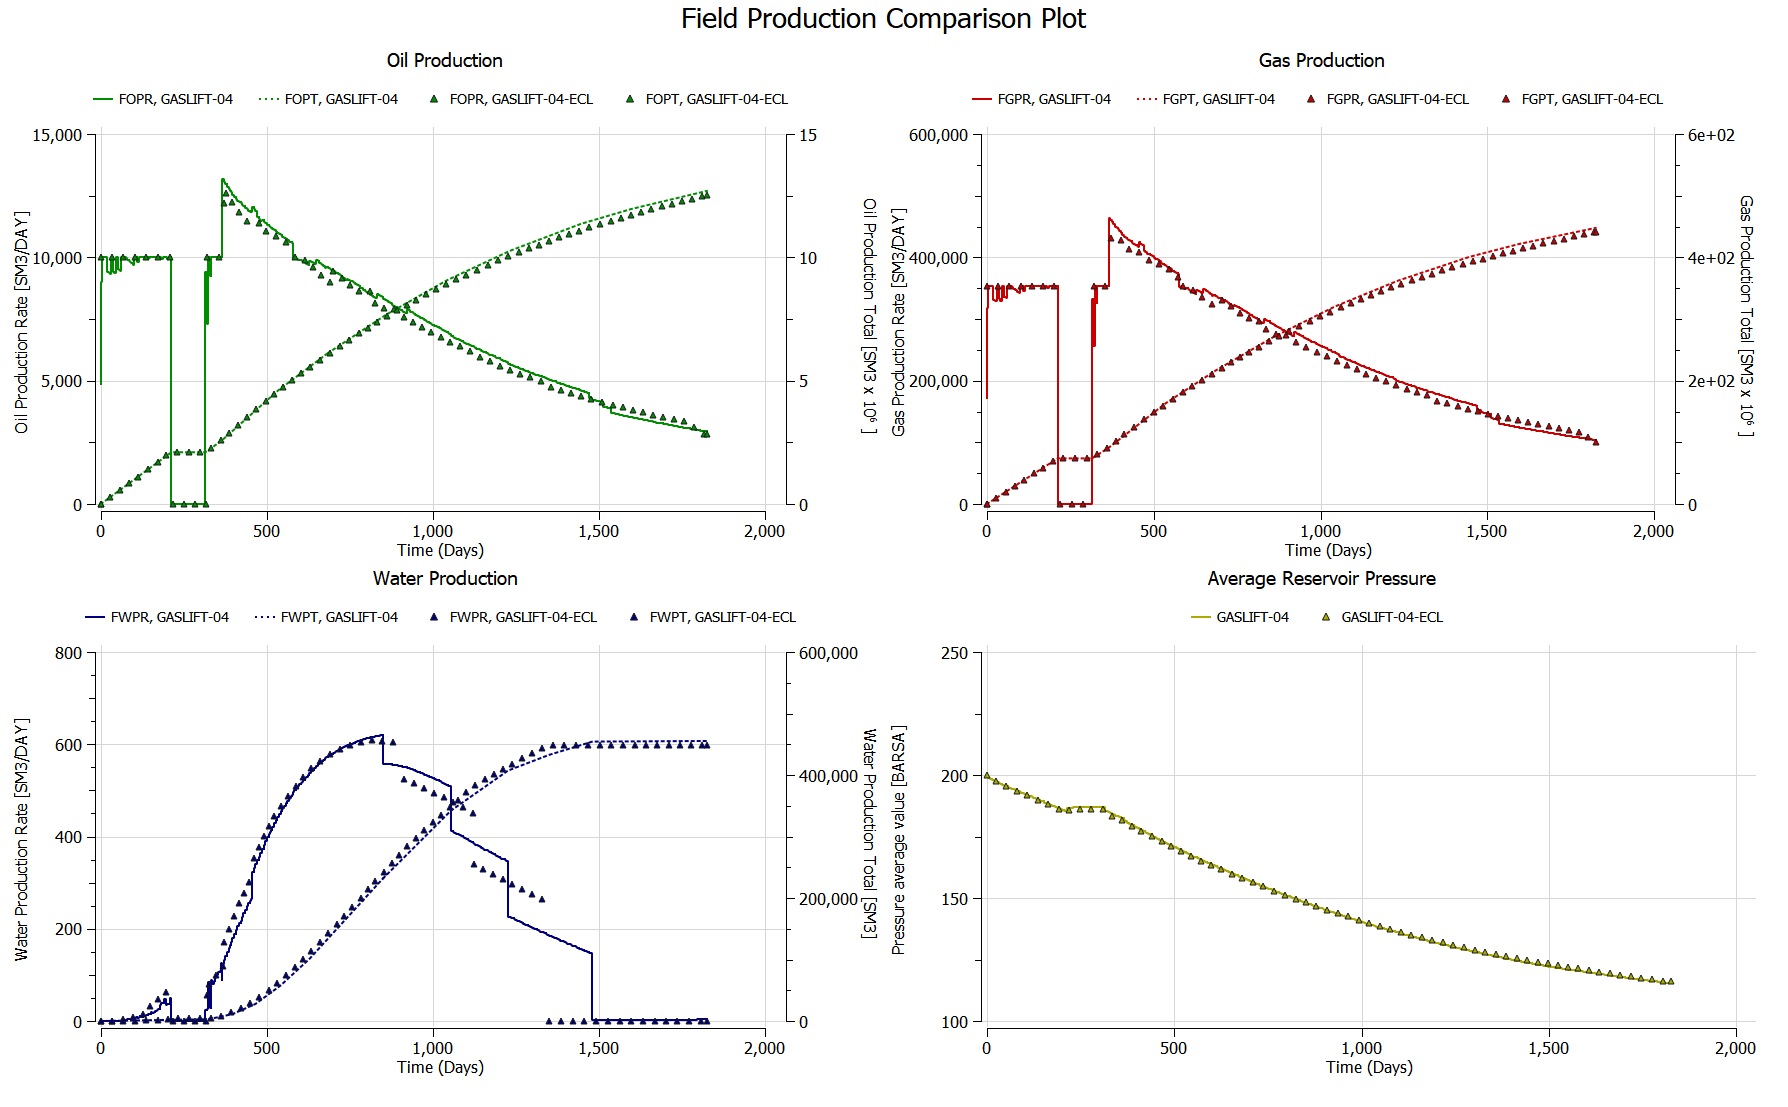 Field Production Comparison Plot
Oil Production
FOPR, GASLIFT-04 FOPT, GASLIFT-04 FOPR, GASLIFT-04-ECL FOPT, GASLIFT-04-ECL
15,000
10,000
5,000
0
Oil Production Rate [SM3/DAY]
15
10
5
0
Oil Production Total [SM3 x 10⁶ ]
0 500 1,000 1,500 2,000
Time (Days)
Gas Production
FGPR, GASLIFT-04 FGPT, GASLIFT-04 FGPR, GASLIFT-04-ECL FGPT, GASLIFT-04-ECL
600,000
400,000
200,000
0
Gas Production Rate [SM3/DAY]
6e+02
4e+02
2e+02
0
Gas Production Total [SM3 x 10⁶ ]
0 500 1,000 1,500 2,000
Time (Days)
Water Production
FWPR, GASLIFT-04 FWPT, GASLIFT-04 FWPR, GASLIFT-04-ECL FWPT, GASLIFT-04-ECL
800
600
400
200
0
Water Production Rate [SM3/DAY]
600,000
400,000
200,000
0
Water Production Total [SM3]
0 500 1,000 1,500 2,000
Time (Days)
Average Reservoir Pressure
GASLIFT-04 GASLIFT-04-ECL
250
200
150
100
Pressure average value [BARSA]
0 500 1,000 1,500 2,000
Time (Days)